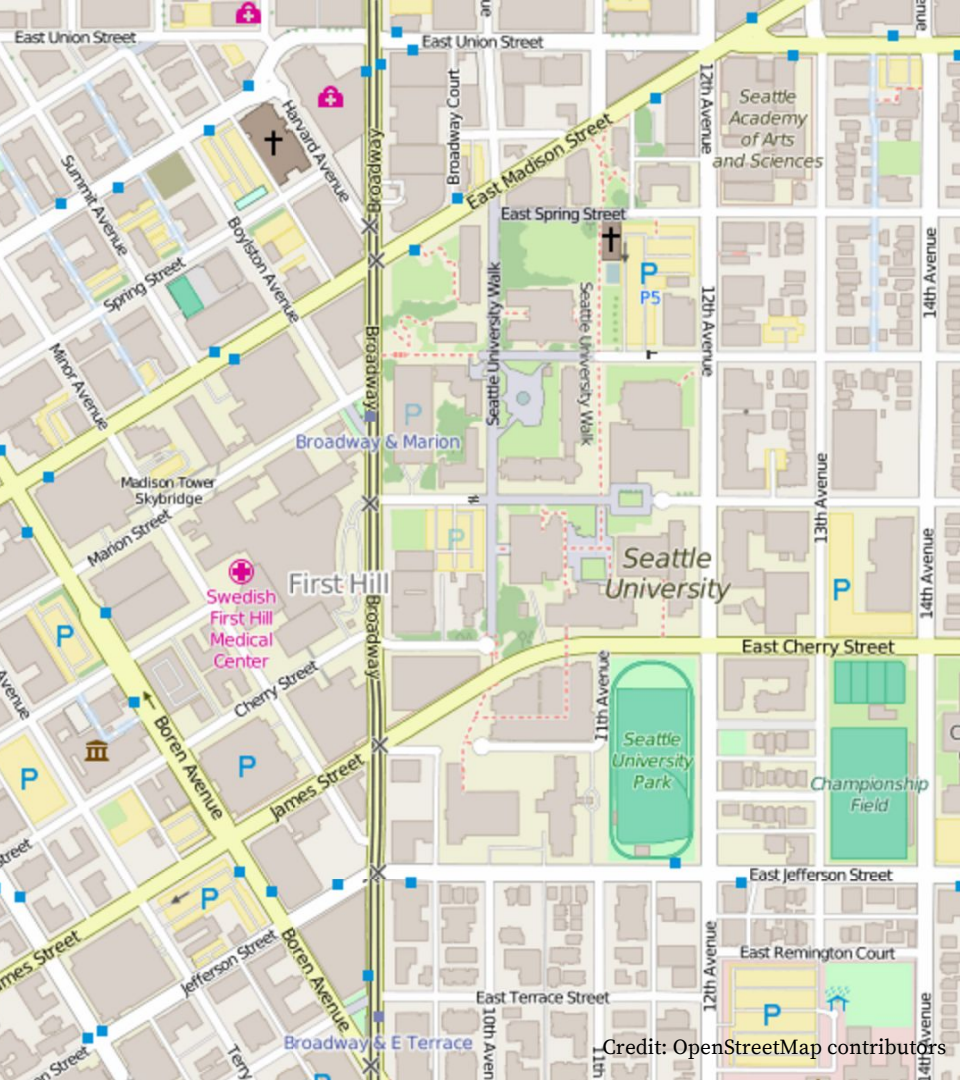 East Union Street
East Union Street
Harvard Avenue
Broadway
Broadway Court
East Madison Street
12th Avenue
Seattle
Academy
of Arts
and Sciences
Summit Avenue
Boylston Avenue
Spring Street
East Spring Street
P
P5
Seattle University Walk
Seattle University Walk
12th Avenue
14th Avenue
Minor Avenue
Broadway
P
Broadway & Marion
Madison Tower
Skybridge
Marion Street
13th Avenue
P
Swedish
First Hill
Medical
Center
First Hill
Seattle
University
P
14th Avenue
P
Broadway
East Cherry Street
Cherry Street
Avenue
11th Avenue
Boren Avenue
P
P
James Street
Seattle
University
Park
Championship
Field
C
East Jefferson Street
P
James Street
Jefferson Street
Boren Avenue
12th Avenue
East Remington Court
East Terrace Street
P
14th Avenue
10th Aven
11th
Broadway & E Terrace
Terry
Credit: OpenStreetMap contributors